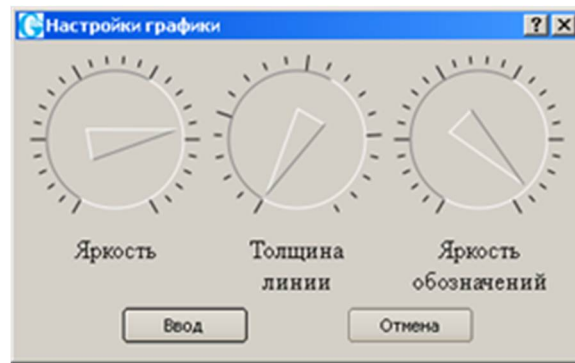 Настройки графики
Яркость
Толщина
линии
Яркость
обозначений
Ввод
Отмена